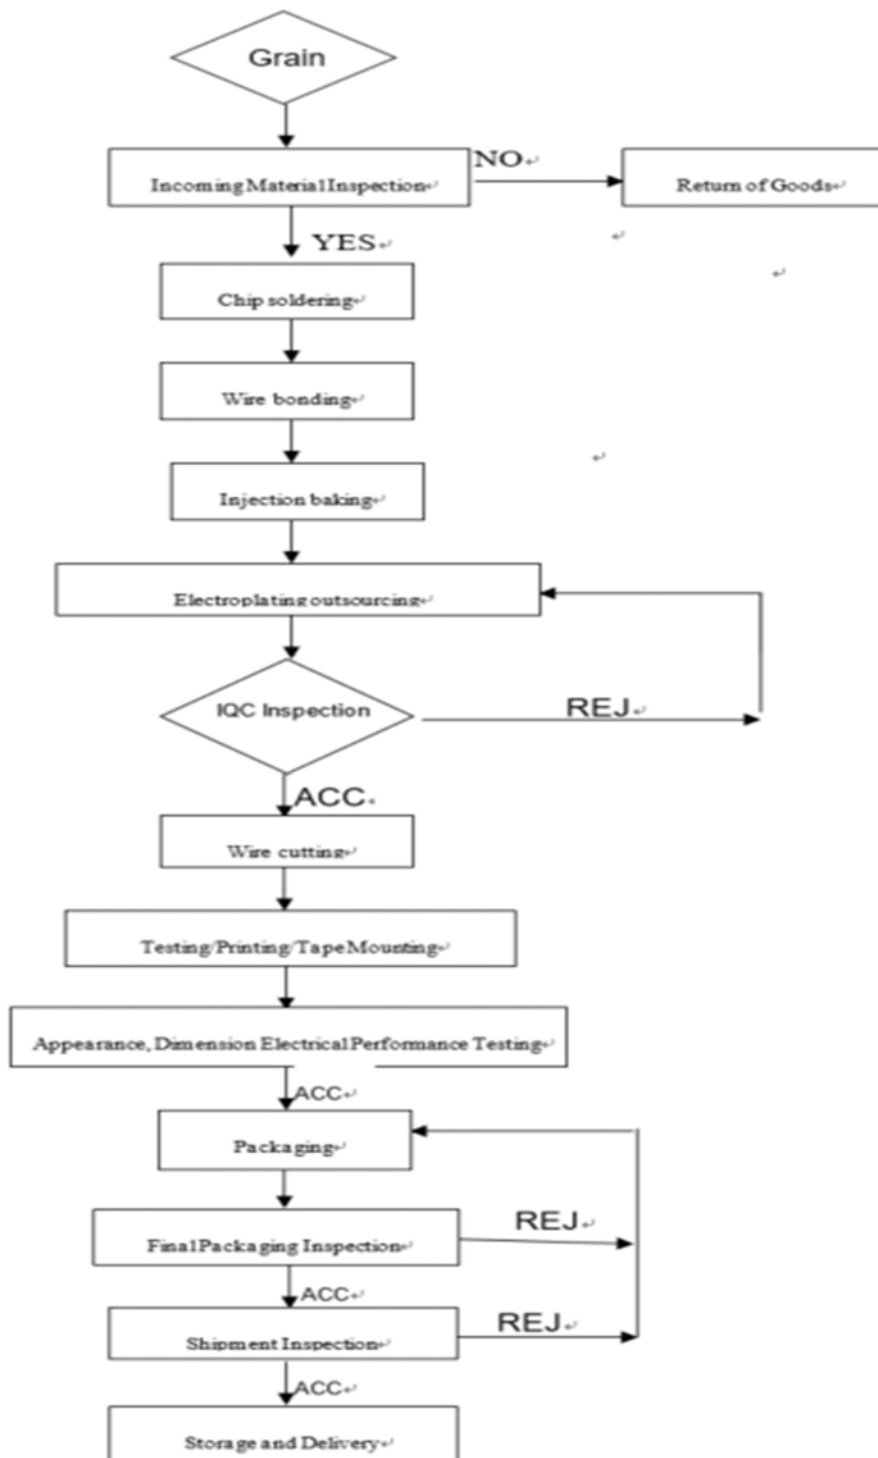 Grain
Incoming Material Inspection
NO
Return of Goods
YES
Chip soldering
Wire bonding
Injection baking
Electroplating outsourcing
IQC Inspection
REJ
ACC
Wire cutting
Testing/Printing/Tape Mounting
Appearance, Dimension Electrical Performance Testing
ACC
Packaging
REJ
Final Packaging Inspection
ACC
REJ
Shipment Inspection
ACC
Storage and Delivery